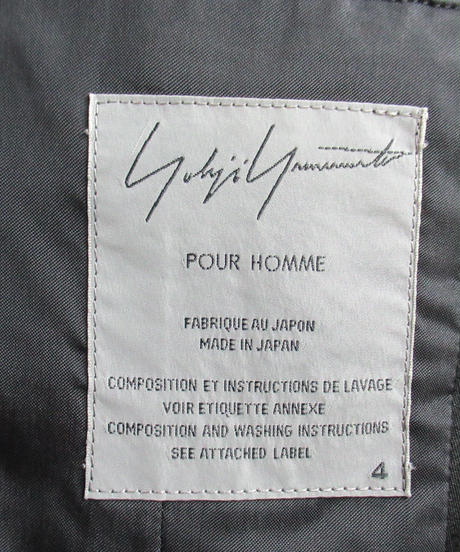 Yohji Yamamoto
POUR HOMME
FABRIQUE AU JAPON
MADE IN JAPAN
COMPOSITION ET INSTRUCTIONS DE LAVAGE
VOIR ETIQUETTE ANNEXE
COMPOSITION AND WASHING INSTRUCTIONS
SEE ATTACHED LABEL
4